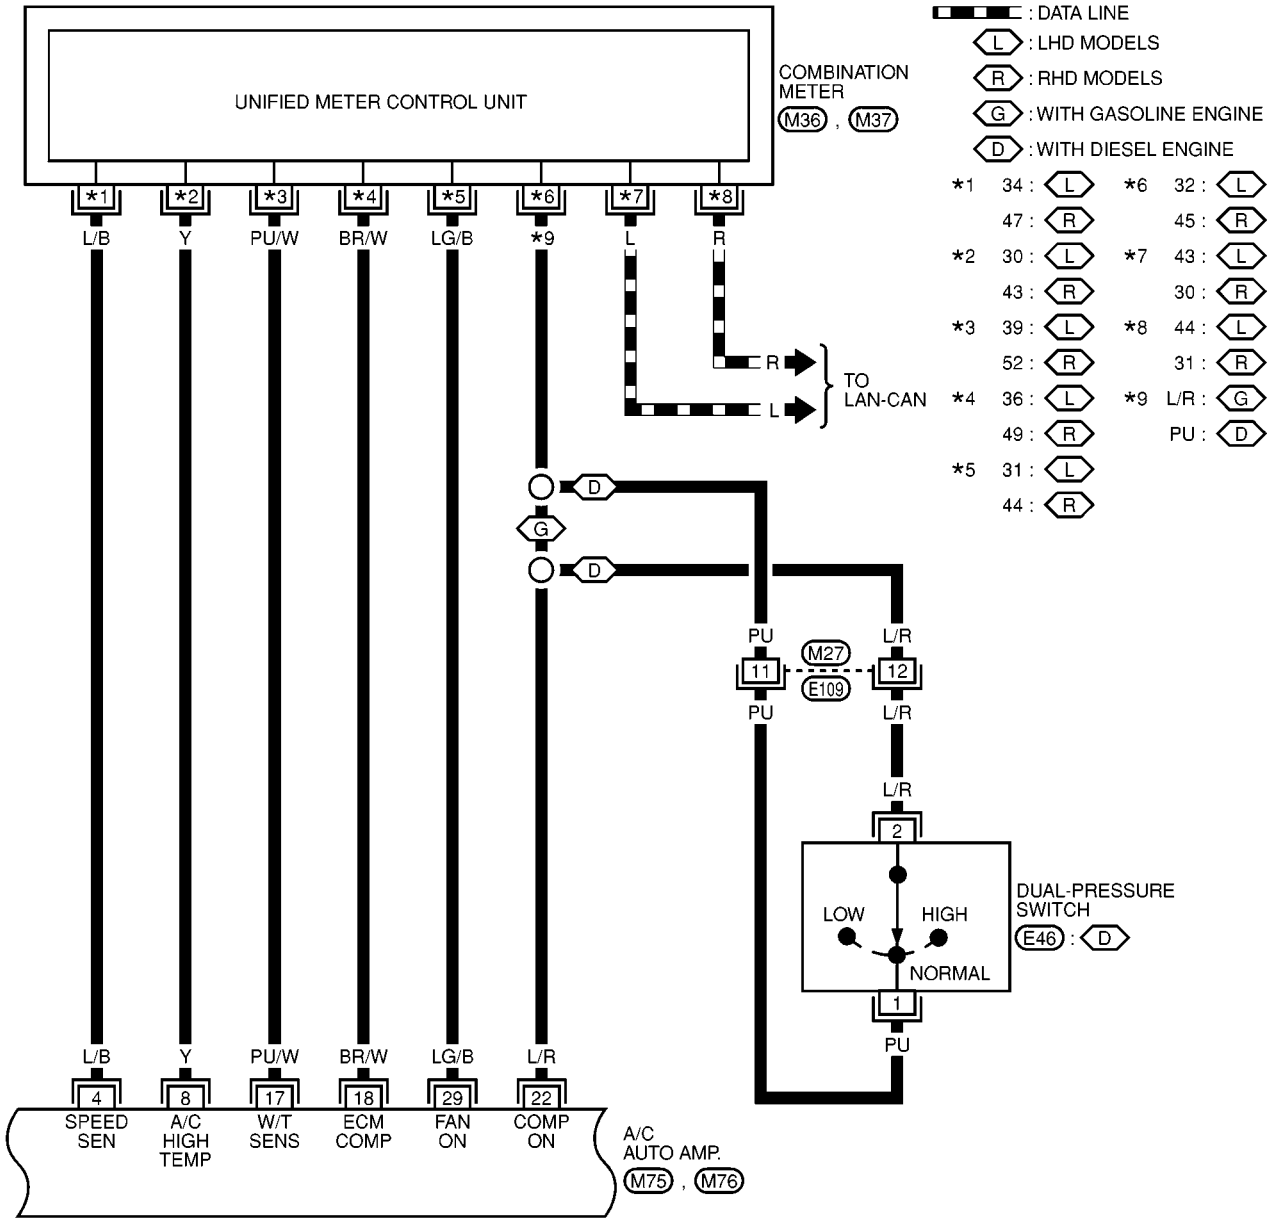 UNIFIED METER CONTROL UNIT
COMBINATION
METER
M36 , M37
: DATA LINE
L : LHD MODELS
R : RHD MODELS
G : WITH GASOLINE ENGINE
D : WITH DIESEL ENGINE
*1 34 : L *6 32 : L
47 : R 45 : R
*2 30 : L *7 43 : L
43 : R 30 : R
*3 39 : L *8 44 : L
52 : R 31 : R
*4 36 : L *9 L/R : G
49 : R PU : D
*5 31 : L
44 : R
*1 *2 *3 *4 *5 *6 *7 *8
L/B Y PU/W BR/W LG/B *9 L R
R
L
TO
LAN-CAN
D
G
D
PU L/R
M27
11 12
E109
PU L/R
L/R
2
LOW HIGH
NORMAL
DUAL-PRESSURE
SWITCH
E46 : D
1
PU
L/B Y PU/W BR/W LG/B L/R
4 8 17 18 29 22
SPEED
SEN
A/C
HIGH
TEMP
W/T
SENS
ECM
COMP
FAN
ON
COMP
ON
A/C
AUTO AMP.
M75 , M76